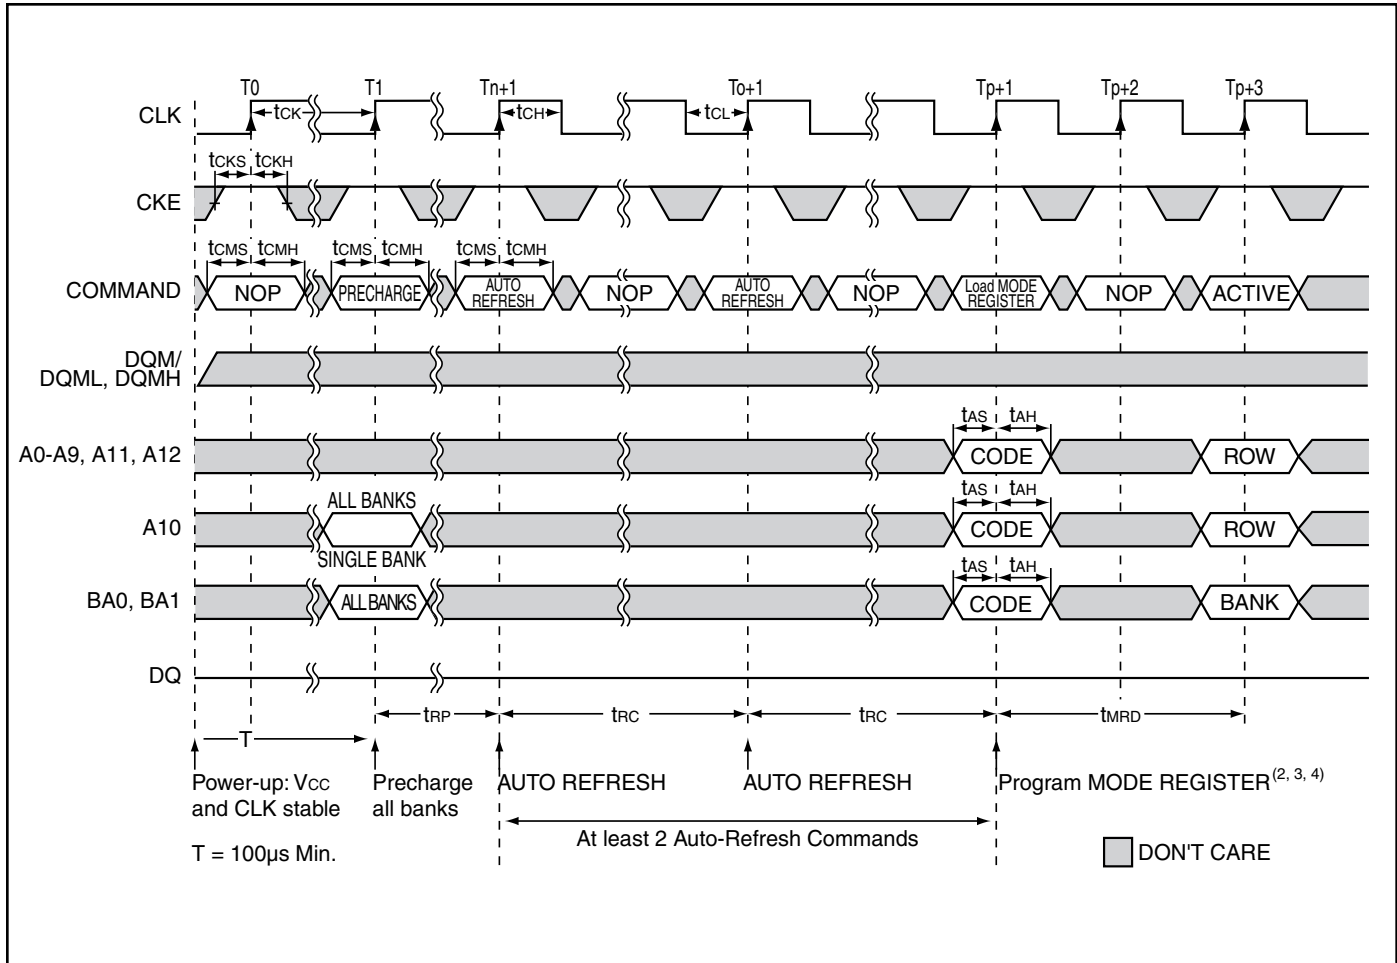 T0 T1 Tn+1 To+1 Tp+1 Tp+2 Tp+3
CLK tCK tCH tCL
tCKS tCKH
CKE
tCMS tCMH tCMS tCMH tCMS tCMH
COMMAND NOP PRECHARGE AUTO REFRESH NOP AUTO REFRESH NOP Load MODE REGISTER NOP ACTIVE
DQM/
DQML, DQMH
tAS tAH
A0-A9, A11, A12 CODE ROW
ALL BANKS tAS tAH
A10 CODE ROW
SINGLE BANK tAS tAH
BA0, BA1 ALL BANKS CODE BANK
DQ
tRP tRC tRC tMRD
T
Power-up: VCC Precharge AUTO REFRESH AUTO REFRESH Program MODE REGISTER(2, 3, 4)
and CLK stable all banks
At least 2 Auto-Refresh Commands
T = 100µs Min. DON'T CARE